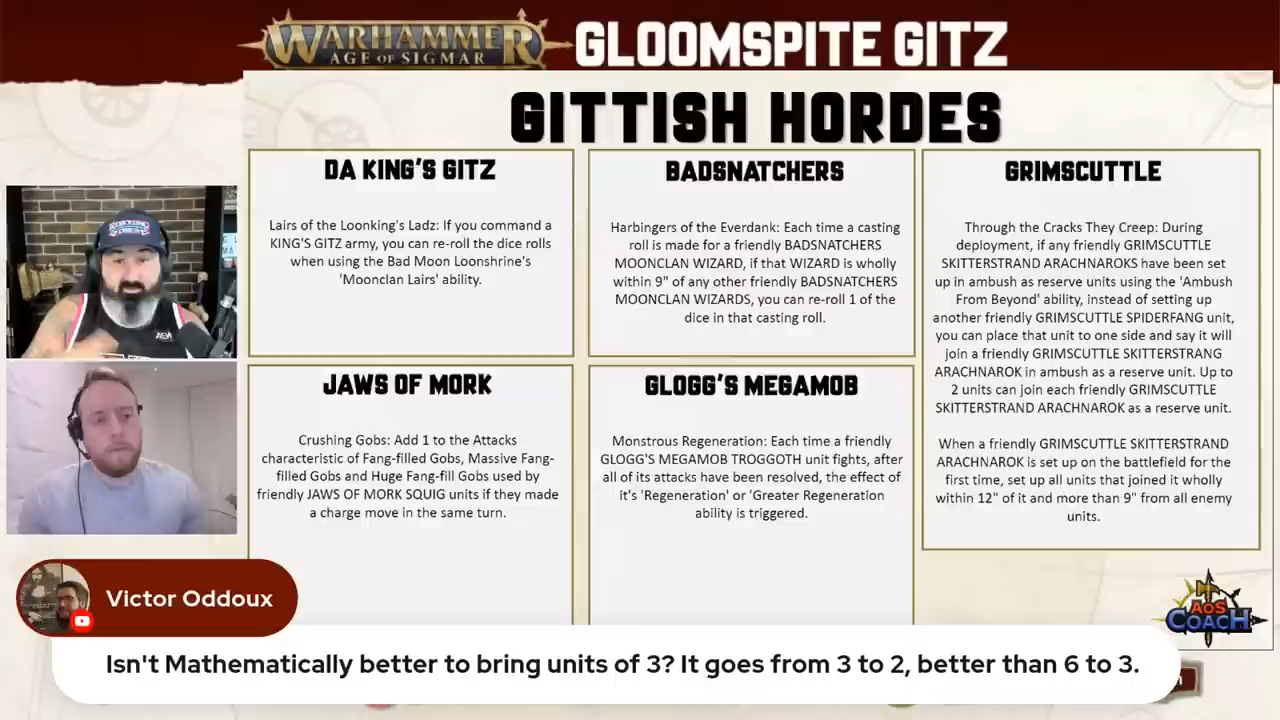 WARHAMMER
AGE OF SIGMAR
GLOOMSPITE GITZ
GITTISH HORDES
DA KING'S GITZ
Lairs of the Loonking's Ladz: If you command a
KING'S GITZ army, you can re-roll the dice rolls
when using the Bad Moon Loonshrine's
'Moonclan Lairs' ability.
BADSNATCHERS
Harbingers of the Everdank: Each time a casting
roll is made for a friendly BADSNATCHERS
MOONCLAN WIZARD, if that WIZARD is wholly
within 9" of any other friendly BADSNATCHERS
MOONCLAN WIZARDS, you can re-roll 1 of the
dice in that casting roll.
GRIMSCUTTLE
Through the Cracks They Creep: During
deployment, if any friendly GRIMSCUTTLE
SKITTERSTRAND ARACHNAROKS have been set
up in ambush as reserve units using the 'Ambush
From Beyond' ability, instead of setting up
another friendly GRIMSCUTTLE SPIDERFANG unit,
you can place that unit to one side and say it will
join a friendly GRIMSCUTTLE SKITTERSTRANG
ARACHNAROK in ambush as a reserve unit. Up to
2 units can join each friendly GRIMSCUTTLE
SKITTERSTRAND ARACHNAROK as a reserve unit.
When a friendly GRIMSCUTTLE SKITTERSTRAND
ARACHNAROK is set up on the battlefield for the
first time, set up all units that joined it wholly
within 12" of it and more than 9" from all enemy
units.
JAWS OF MORK
Crushing Gobs: Add 1 to the Attacks
characteristic of Fang-filled Gobs, Massive Fang-
filled Gobs and Huge Fang-fill Gobs used by
friendly JAWS OF MORK SQUIG units if they made
a charge move in the same turn.
GLOGG'S MEGAMOB
Monstrous Regeneration: Each time a friendly
GLOGG'S MEGAMOB TROGGOTH unit fights, after
all of its attacks have been resolved, the effect of
it's 'Regeneration' or 'Greater Regeneration
ability is triggered.
AoS
COACH
Victor Oddoux
Isn't Mathematically better to bring units of 3? It goes from 3 to 2, better than 6 to 3.